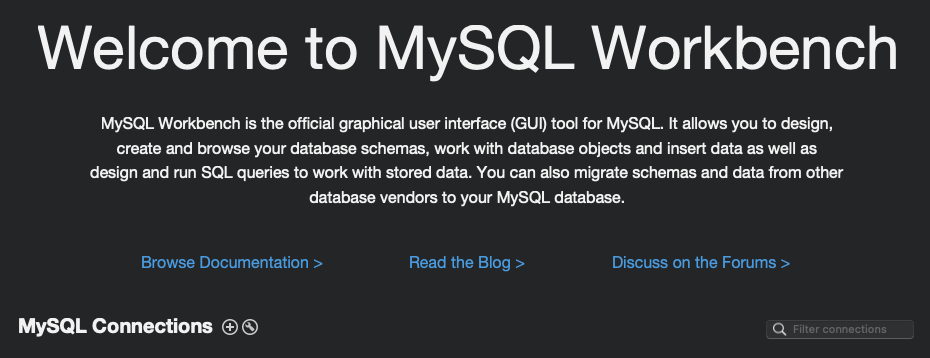 Welcome to MySQL Workbench
MySQL Workbench is the official graphical user interface (GUI) tool for MySQL. It allows you to design,
create and browse your database schemas, work with database objects and insert data as well as
design and run SQL queries to work with stored data. You can also migrate schemas and data from other
database vendors to your MySQL database.
Browse Documentation > Read the Blog > Discuss on the Forums >
MySQL Connections Filter connections